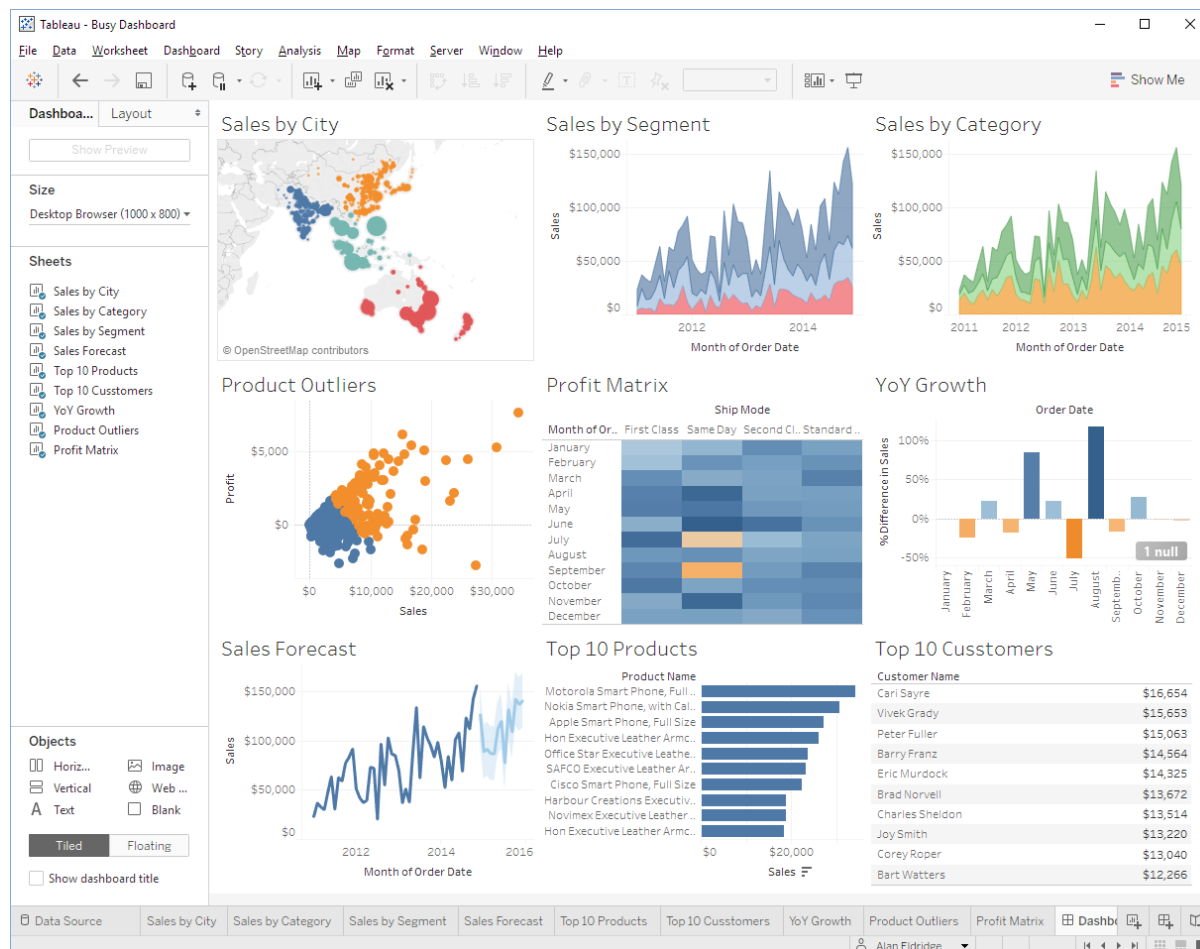 Tableau - Busy Dashboard
File Data Worksheet Dashboard Story Analysis Map Format Server Window Help
Show Me
Dashboa... Layout
Show Preview
Size
Desktop Browser (1000 x 800)
Sheets
Sales by City
Sales by Category
Sales by Segment
Sales Forecast
Top 10 Products
Top 10 Cusstomers
YoY Growth
Product Outliers
Profit Matrix
Objects
Horiz... Image
Vertical Web ...
A Text Blank
Tiled Floating
Show dashboard title
Sales by City
© OpenStreetMap contributors
Sales by Segment
$150,000
$100,000
$50,000
$0
Sales
2012 2014
Month of Order Date
Sales by Category
$150,000
$100,000
$50,000
$0
Sales
2011 2012 2013 2014 2015
Month of Order Date
Product Outliers
$5,000
$0
Profit
$0 $10,000 $20,000 $30,000
Sales
Profit Matrix
Ship Mode
Month of Or.. First Class Same Day Second Cl.. Standard ..
January
February
March
April
May
June
July
August
September
October
November
December
YoY Growth
Order Date
100%
50%
0%
-50%
% Difference in Sales
1 null
January February March April May June July August Septemb.. October November December
Sales Forecast
$150,000
$100,000
$50,000
$0
Sales
2012 2014 2016
Month of Order Date
Top 10 Products
Product Name
Motorola Smart Phone, Full ..
Nokia Smart Phone, with Cal..
Apple Smart Phone, Full Size
Hon Executive Leather Armc..
Office Star Executive Leathe..
SAFCO Executive Leather Ar..
Cisco Smart Phone, Full Size
Harbour Creations Executiv..
Novimex Executive Leather ..
Hon Executive Leather Armc..
$0 $20,000
Sales
Top 10 Cusstomers
Customer Name
Cari Sayre $16,654
Vivek Grady $15,653
Peter Fuller $15,063
Barry Franz $14,564
Eric Murdock $14,325
Brad Norvell $13,672
Charles Sheldon $13,514
Joy Smith $13,220
Corey Roper $13,040
Bart Watters $12,266
Data Source Sales by City Sales by Category Sales by Segment Sales Forecast Top 10 Products Top 10 Cusstomers YoY Growth Product Outliers Profit Matrix Dashbo
Alan Eldridge